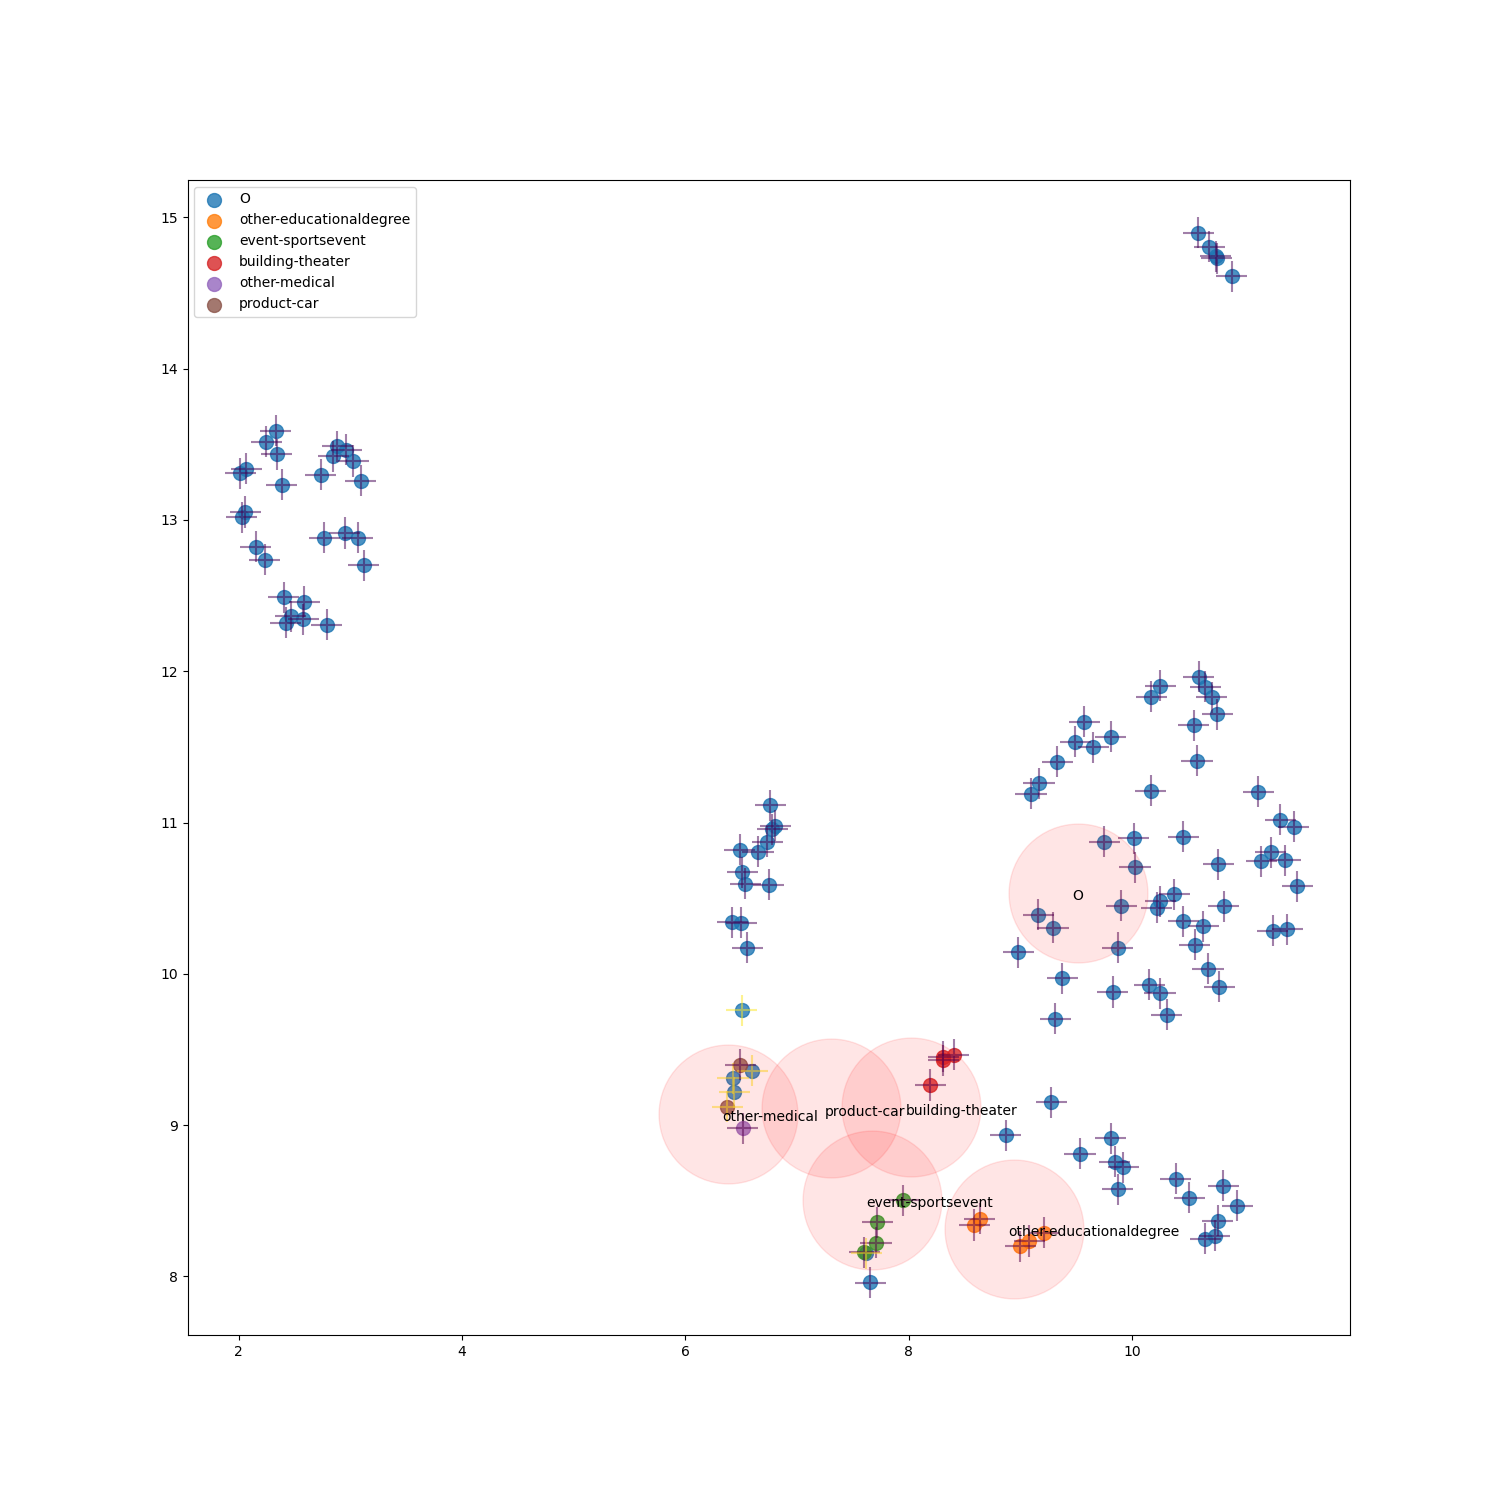 O
other-educationaldegree
event-sportsevent
building-theater
other-medical
product-car
15
14
13
12
11
10
9
8
O
other-medical
product-car
building-theater
event-sportsevent
other-educationaldegree
2
4
6
8
10